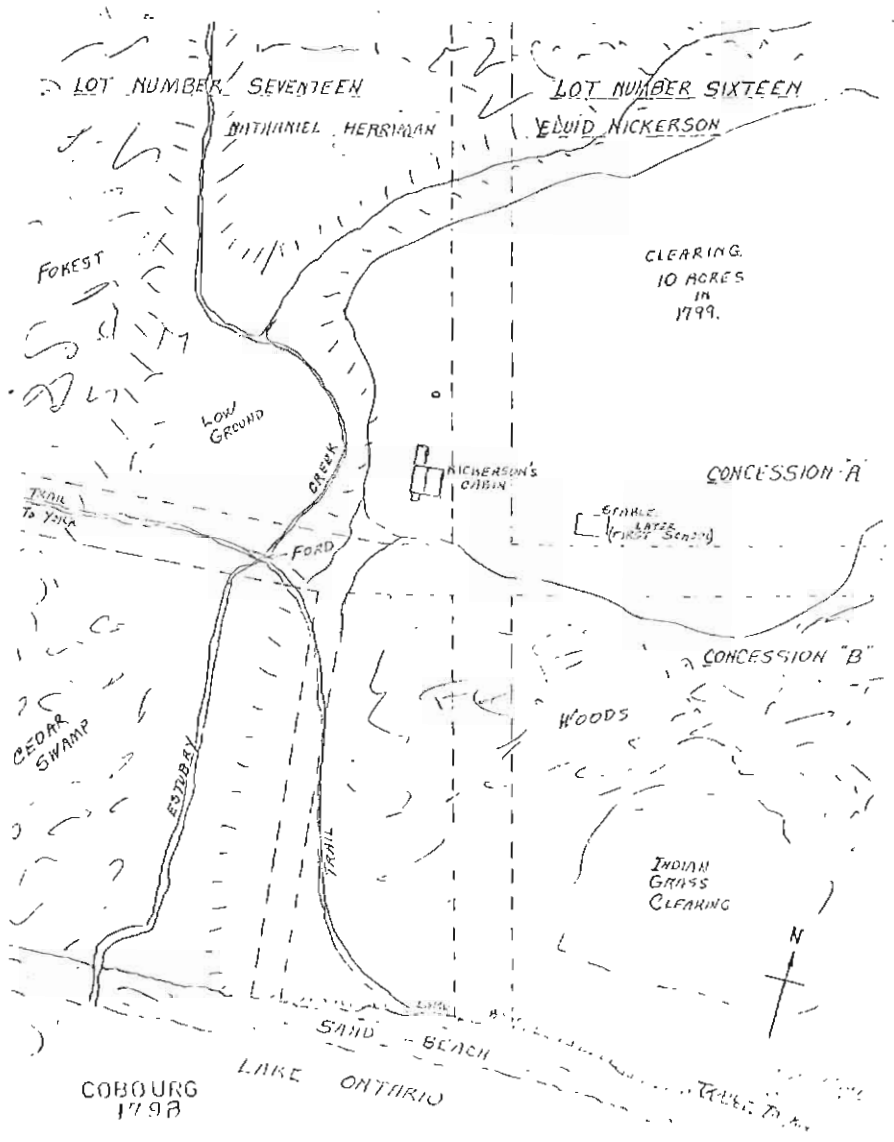 LOT NUMBER SEVENTEEN
NATHANIEL HERRIMAN
LOT NUMBER SIXTEEN
ELUID NICKERSON
FOREST
CLEARING.
10 ACRES
IN
1799.
LOW
GROUND
CREEK
NICKERSON'S
CABIN
CONCESSION "A"
TRAIL
TO YORK
STABLE
LATER
(FIRST SCHOOL)
FORD
CONCESSION "B"
WOODS
CEDAR
SWAMP
ESTUARY
TRAIL
INDIAN
GRASS
CLEARING
N
SAND BEACH
LAKE ONTARIO
COBOURG
1798